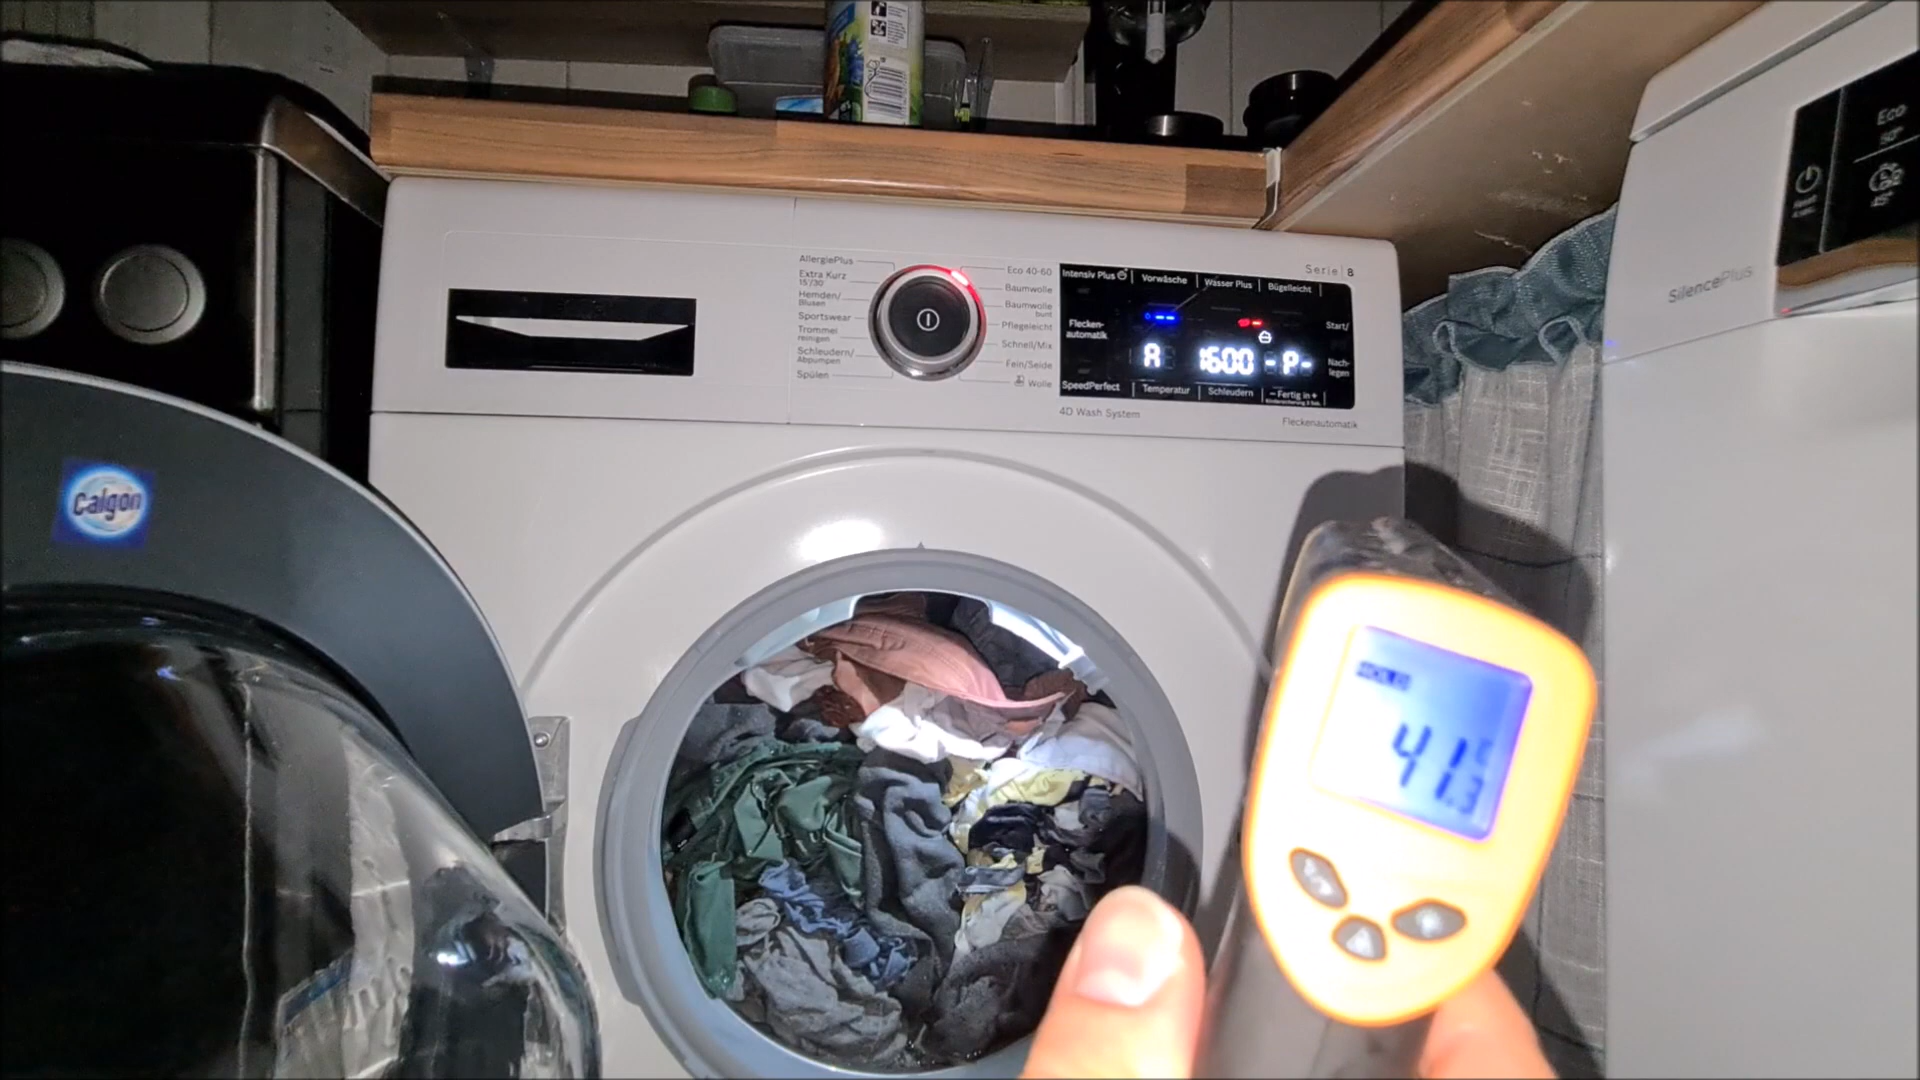 AllergiePlus
Extra Kurz
15'/30'
Hemden/
Blusen
Sportswear
Trommel
reinigen
Schleudern/
Abpumpen
Spülen
Eco 40-60
Baumwolle
Baumwolle
bunt
Pflegeleicht
Schnell/Mix
Fein/Seide
Wolle
Serie | 8
Intensiv Plus
Vorwäsche
Wasser Plus
Bügelleicht
Flecken-
automatik
Start/
Nach-
legen
A
1600
P-
SpeedPerfect
Temperatur
Schleudern
- Fertig in +
4D Wash System
Fleckenautomatik
Calgon
SilencePlus
Eco
50°
HOLD
41.3